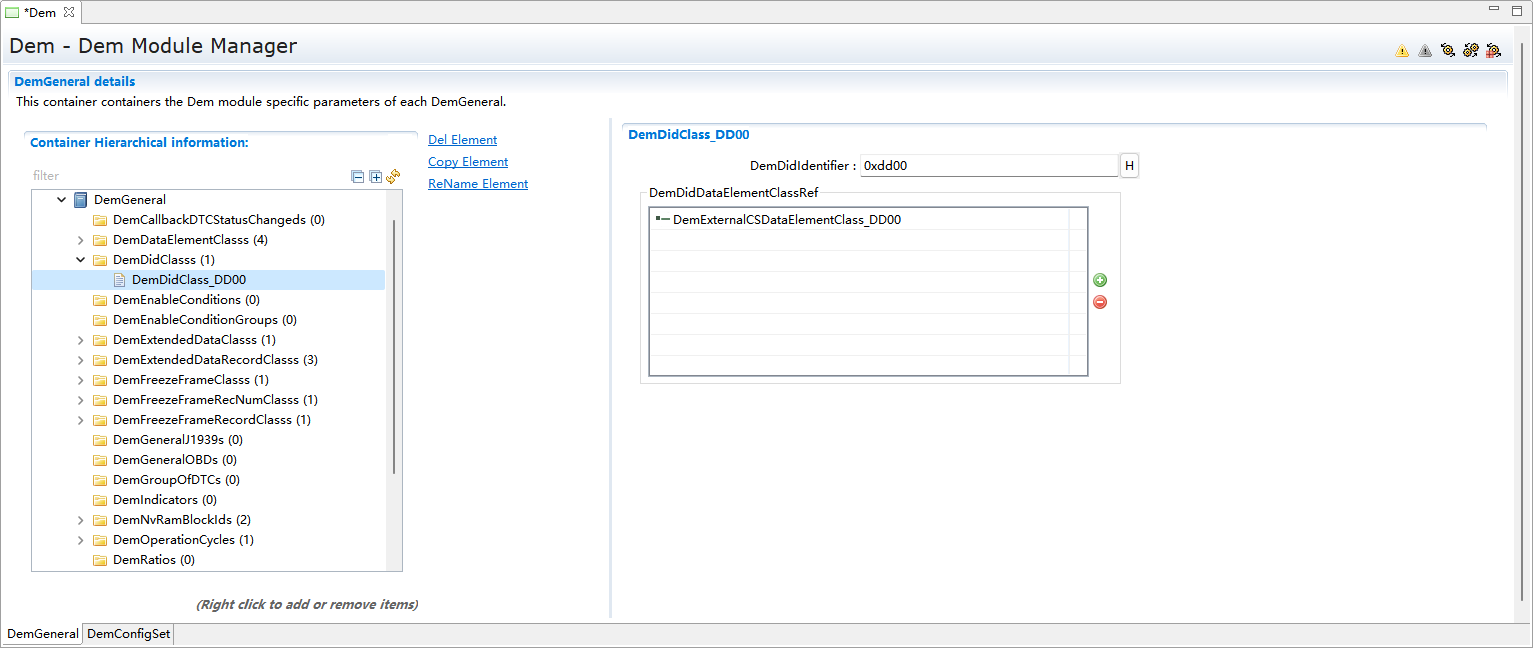 *Dem
Dem - Dem Module Manager
DemGeneral details
This container containers the Dem module specific parameters of each DemGeneral.
Container Hierarchical information:
filter
DemGeneral
DemCallbackDTCStatusChangeds (0)
DemDataElementClasss (4)
DemDidClasss (1)
DemDidClass_DD00
DemEnableConditions (0)
DemEnableConditionGroups (0)
DemExtendedDataClasss (1)
DemExtendedDataRecordClasss (3)
DemFreezeFrameClasss (1)
DemFreezeFrameRecNumClasss (1)
DemFreezeFrameRecordClasss (1)
DemGeneralJ1939s (0)
DemGeneralOBDs (0)
DemGroupOfDTCs (0)
DemIndicators (0)
DemNvRamBlockIds (2)
DemOperationCycles (1)
DemRatios (0)
(Right click to add or remove items)
Del Element
Copy Element
ReName Element
DemDidClass_DD00
DemDidIdentifier : 0xdd00 H
DemDidDataElementClassRef
DemExternalCSDataElementClass_DD00
DemGeneral DemConfigSet